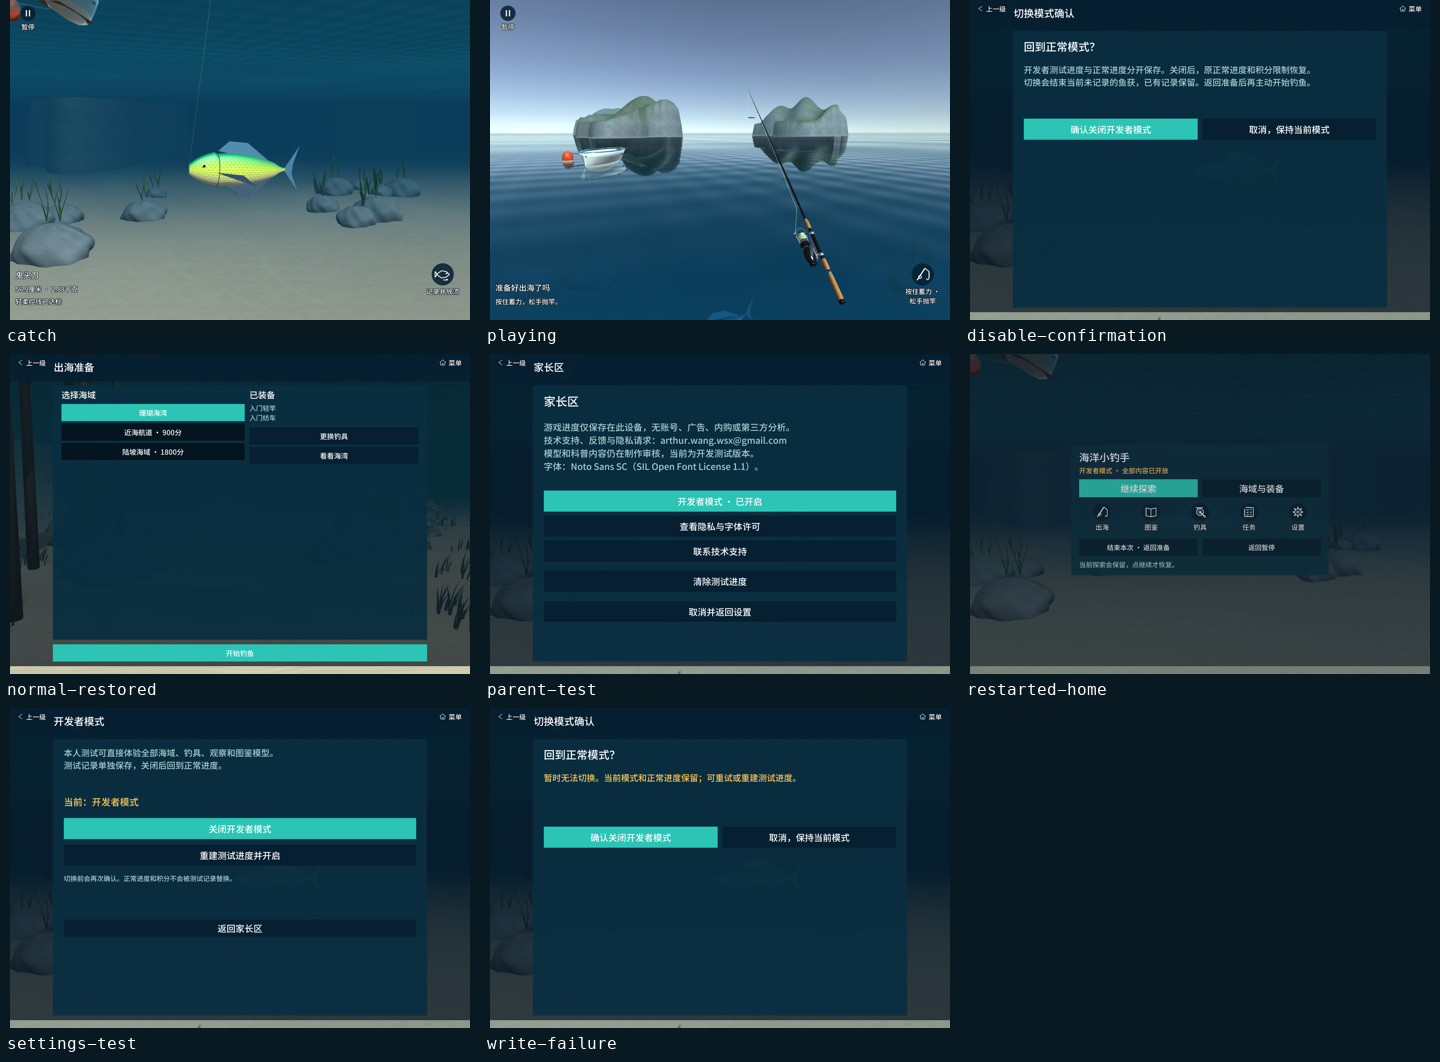 暂停
鬼头刀
记录并放流
catch
暂停
准备好出海了吗
按住蓄力，松手抛竿。
按住蓄力 ·
松手抛竿
playing
上一级
切换模式确认
菜单
回到正常模式？
开发者测试进度与正常进度分开保存。关闭后，原正常进度和积分限制恢复。
切换会结束当前未记录的鱼获，已有记录保留。返回准备后再主动开始钓鱼。
确认关闭开发者模式
取消，保持当前模式
disable–confirmation
上一级
出海准备
选择海域
珊瑚海湾
近海航道 · 900分
陆坡海域 · 1800分
已装备
入门轻竿
入门纺车
更换钓具
看看海湾
开始钓鱼
normal–restored
上一级
家长区
菜单
家长区
游戏进度仅保存在此设备，无账号、广告、内购或第三方分析。
技术支持、反馈与隐私请求：arthur.wang.wsx@gmail.com
模型和科普内容仍在制作审核，当前为开发测试版本。
字体：Noto Sans SC（SIL Open Font License 1.1）。
开发者模式 · 已开启
查看隐私与字体许可
联系技术支持
清除测试进度
取消并返回设置
parent–test
海洋小钓手
开发者模式 · 全部内容已开放
继续探索
海域与装备
出海
图鉴
钓具
任务
设置
结束本次 · 返回准备
返回暂停
当前探索会保留，点继续才恢复。
restarted–home
上一级
开发者模式
菜单
本人测试可直接体验全部海域、钓具、观察和图鉴模型。
测试记录单独保存，关闭后回到正常进度。
当前：开发者模式
关闭开发者模式
重建测试进度并开启
切换前会再次确认。正常进度和积分不会被测试记录替换。
返回家长区
settings–test
上一级
切换模式确认
菜单
回到正常模式？
暂时无法切换。当前模式和正常进度保留；可重试或重建测试进度。
确认关闭开发者模式
取消，保持当前模式
write–failure